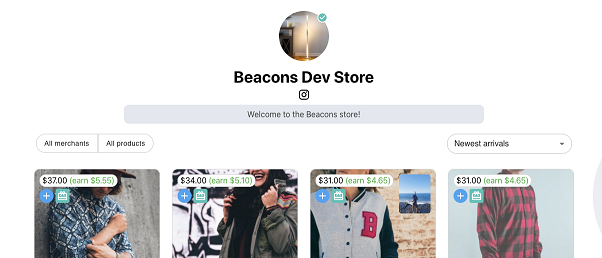 Beacons Dev Store
Welcome to the Beacons store!
All merchants All products
Newest arrivals
$37.00 (earn $5.55)
$34.00 (earn $5.10)
$31.00 (earn $4.65)
$31.00 (earn $4.65)
B